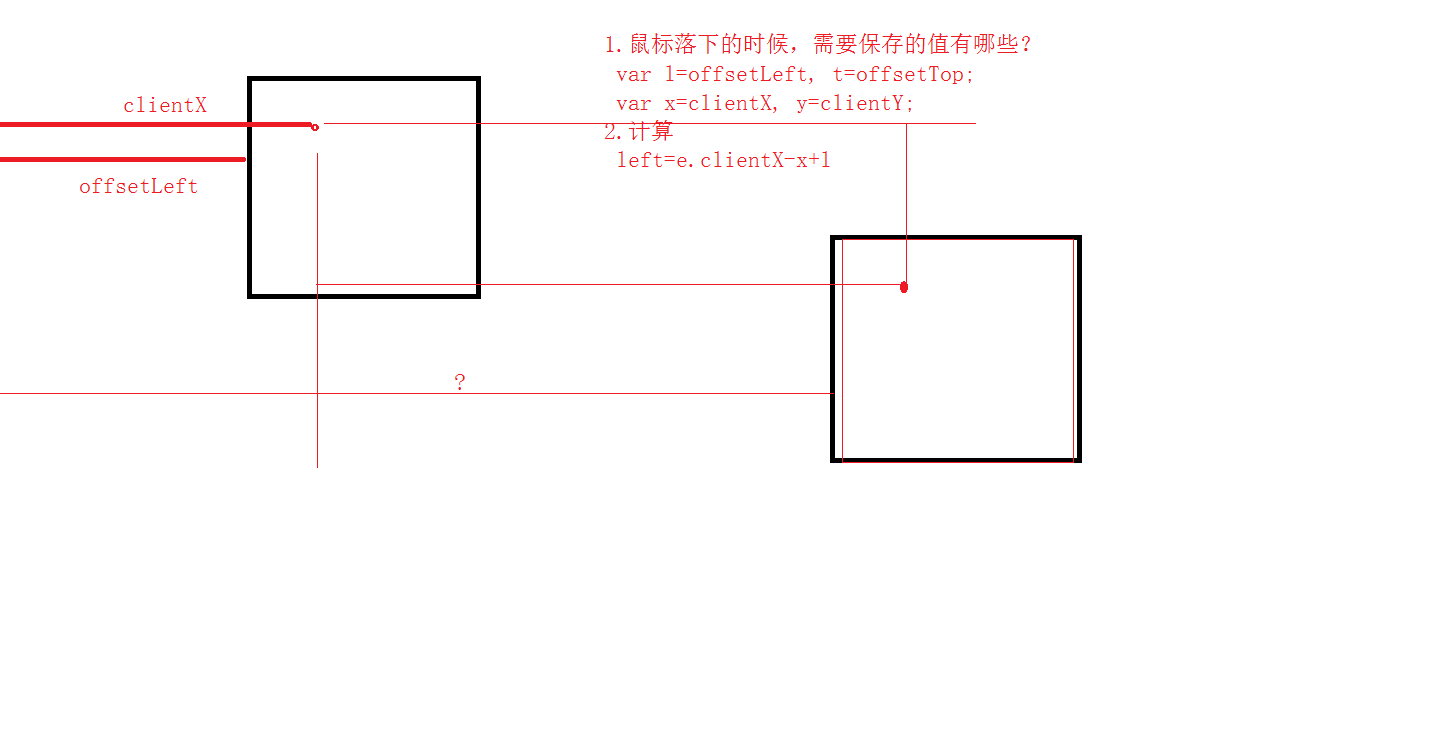 1.鼠标落下的时候，需要保存的值有哪些？
var l=offsetLeft, t=offsetTop;
var x=clientX, y=clientY;
2.计算
left=e.clientX-x+l
clientX
offsetLeft
?